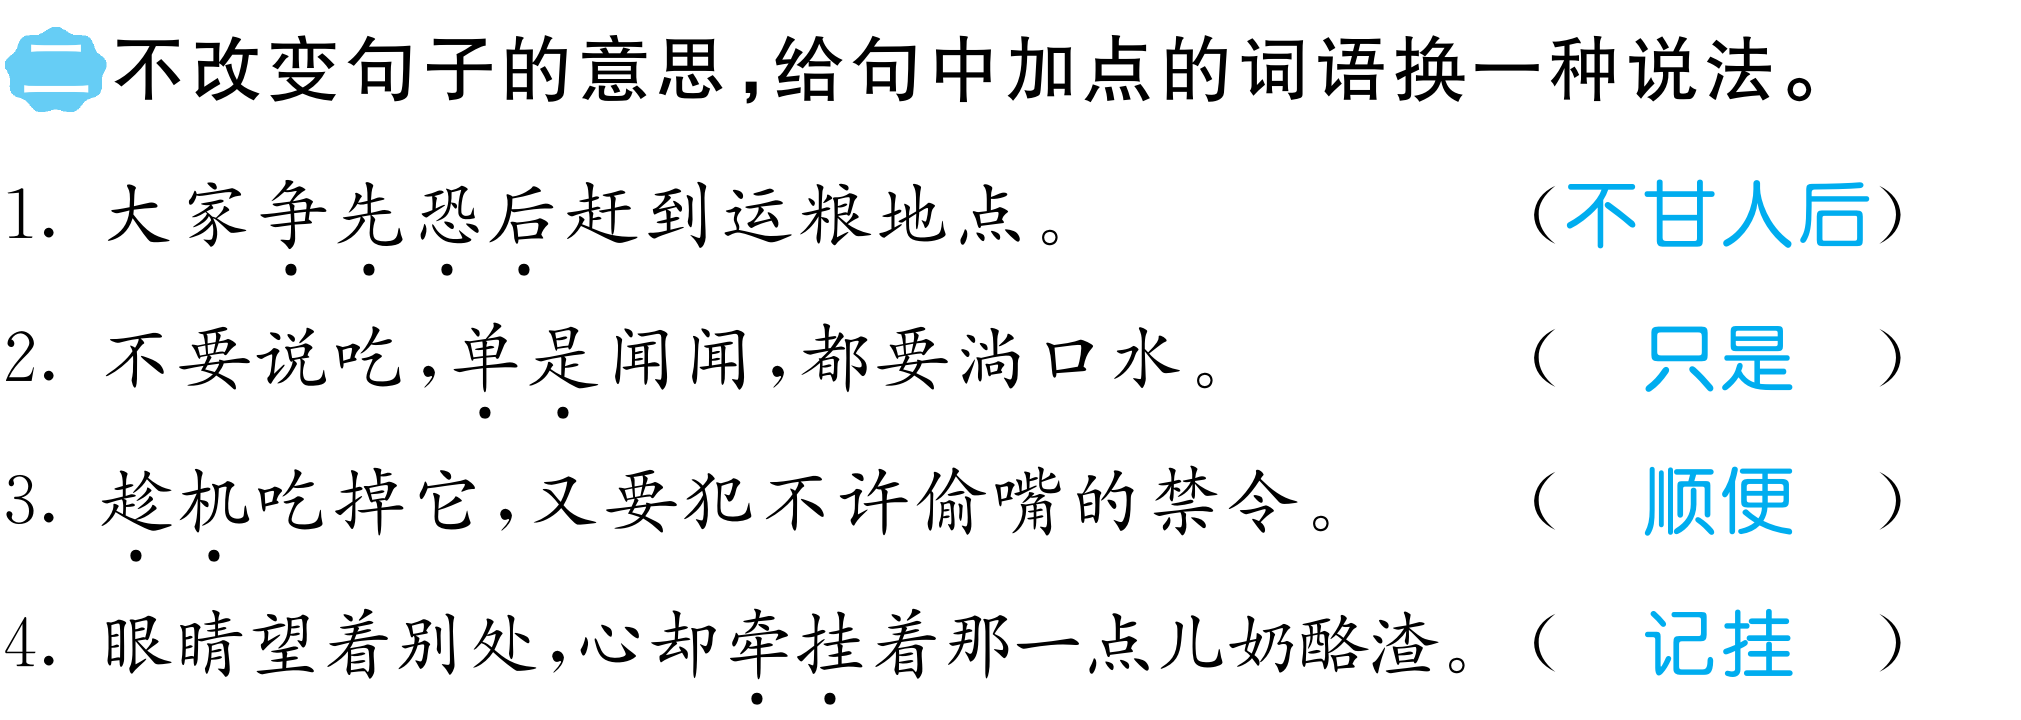 二 不改变句子的意思,给句中加点的词语换一种说法。
1. 大家争先恐后赶到运粮地点。 (不甘人后)
2. 不要说吃,单是闻闻,都要淌口水。 ( 只是 )
3. 趁机吃掉它,又要犯不许偷嘴的禁令。 ( 顺便 )
4. 眼睛望着别处,心却牵挂着那一点儿奶酪渣。 ( 记挂 )